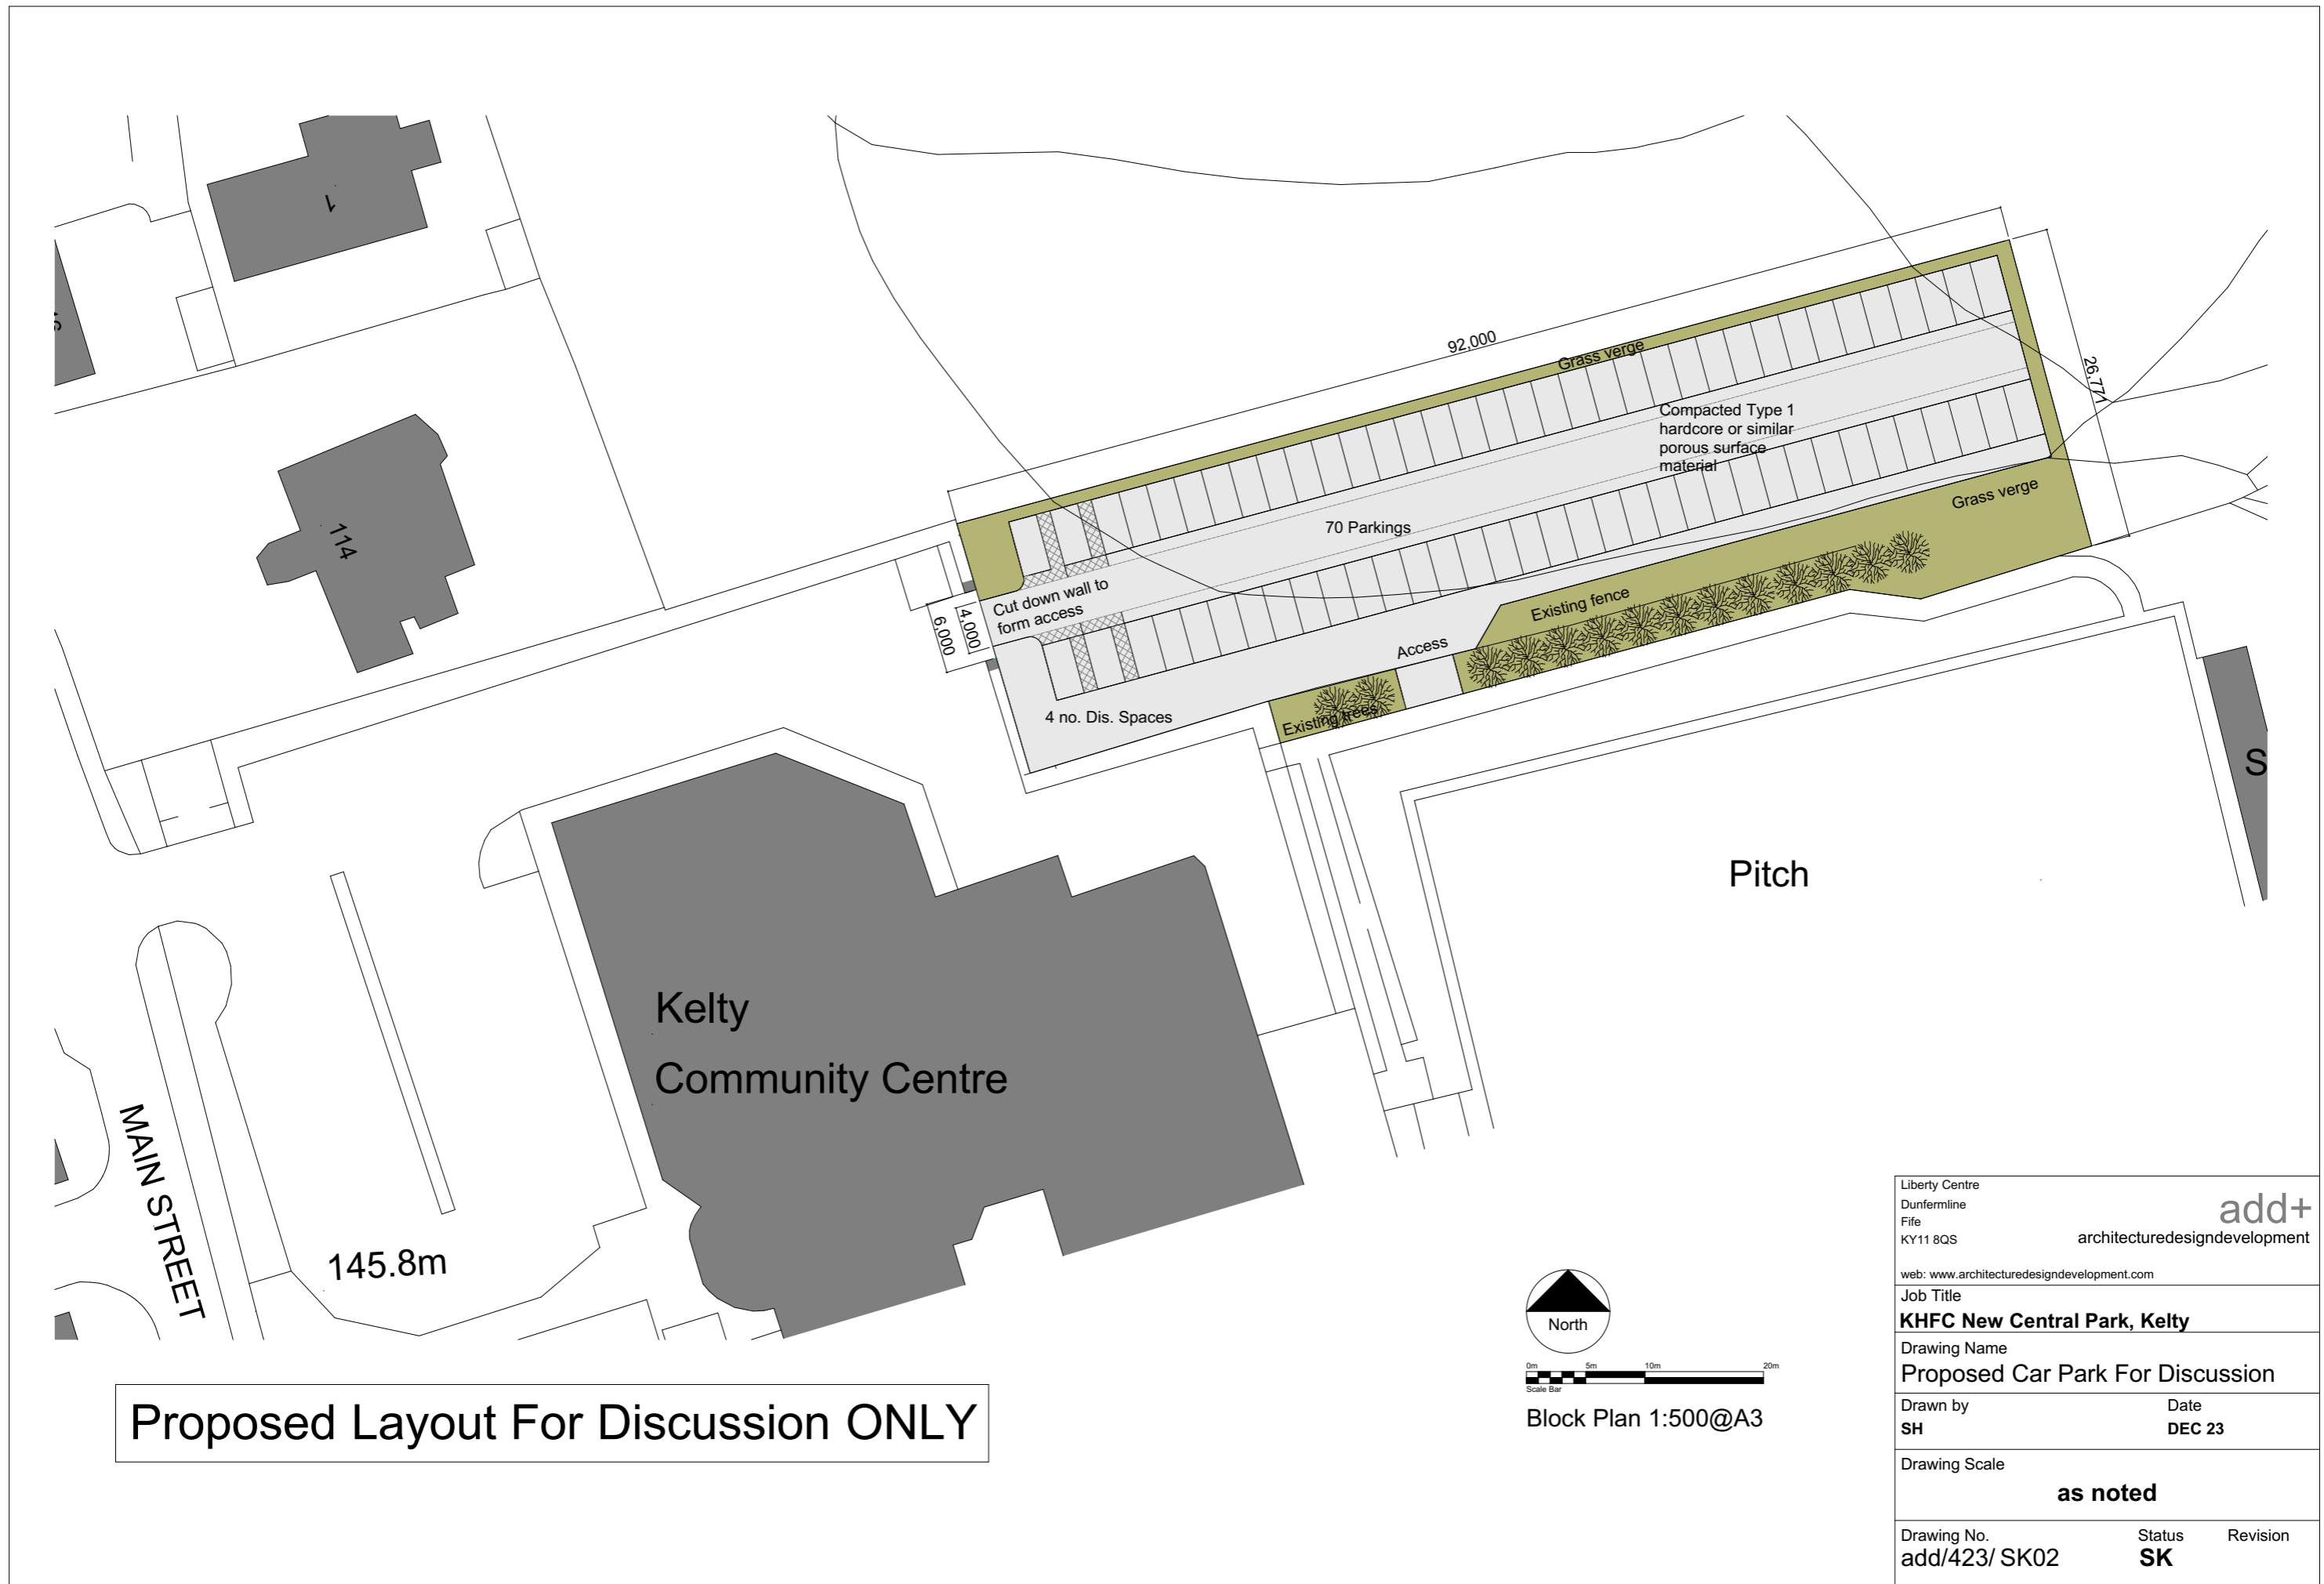 1
114
92,000
26,771
Grass verge
Compacted Type 1
hardcore or similar
porous surface
material
Grass verge
70 Parkings
Cut down wall to
form access
4,000
6,000
Existing fence
Access
4 no. Dis. Spaces
Existing trees
S
Pitch
Kelty
Community Centre
MAIN STREET
145.8m
North
0m 5m 10m 20m
Scale Bar
Block Plan 1:500@A3
Proposed Layout For Discussion ONLY
Liberty Centre
Dunfermline
Fife
KY11 8QS
add+
architecturedesigndevelopment
web: www.architecturedesigndevelopment.com
Job Title
KHFC New Central Park, Kelty
Drawing Name
Proposed Car Park For Discussion
Drawn by Date
SH DEC 23
Drawing Scale
as noted
Drawing No. Status Revision
add/423/ SK02 SK